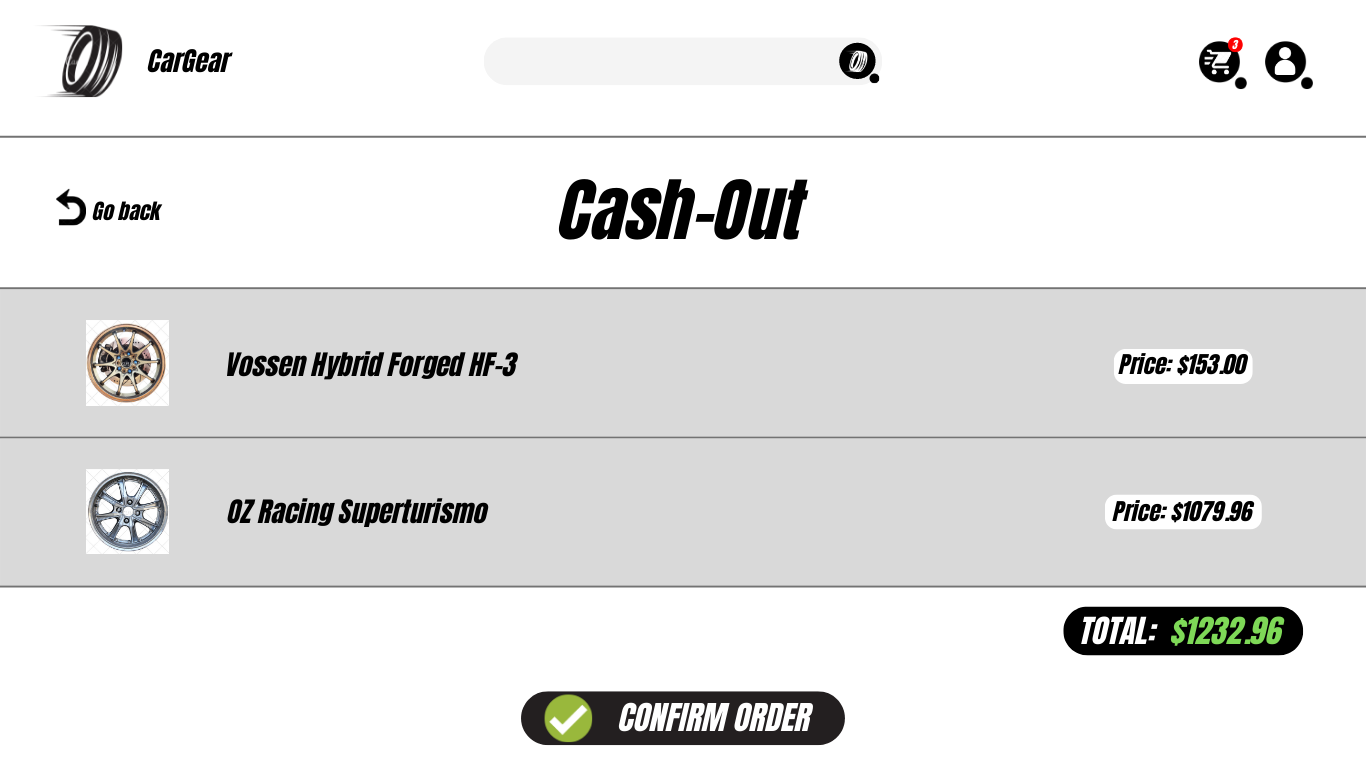 CarGear
3
Go back
Cash-Out
Vossen Hybrid Forged HF-3
Price: $153.00
OZ Racing Superturismo
Price: $1079.96
TOTAL: $1232.96
CONFIRM ORDER